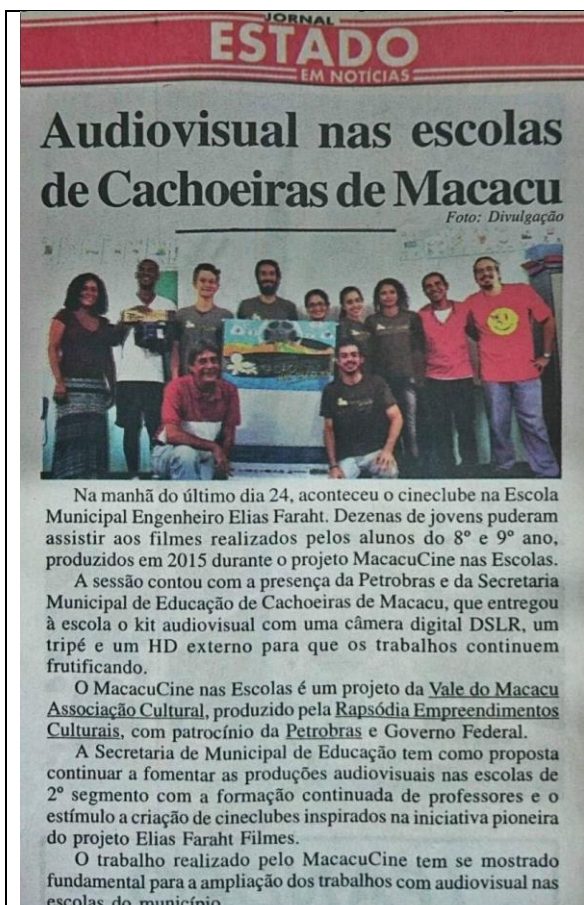 JORNAL
ESTADO
EM NOTÍCIAS
Audiovisual nas escolas
de Cachoeiras de Macacu
Foto: Divulgação
Na manhã do último dia 24, aconteceu o cineclube na Escola
Municipal Engenheiro Elias Faraht. Dezenas de jovens puderam
assistir aos filmes realizados pelos alunos do 8º e 9º ano,
produzidos em 2015 durante o projeto MacacuCine nas Escolas.
A sessão contou com a presença da Petrobras e da Secretaria
Municipal de Educação de Cachoeiras de Macacu, que entregou
à escola o kit audiovisual com uma câmera digital DSLR, um
tripé e um HD externo para que os trabalhos continuem
frutificando.
O MacacuCine nas Escolas é um projeto da Vale do Macacu
Associação Cultural, produzido pela Rapsódia Empreendimentos
Culturais, com patrocínio da Petrobras e Governo Federal.
A Secretaria de Municipal de Educação tem como proposta
continuar a fomentar as produções audiovisuais nas escolas de
2º segmento com a formação continuada de professores e o
estímulo a criação de cineclubes inspirados na iniciativa pioneira
do projeto Elias Faraht Filmes.
O trabalho realizado pelo MacacuCine tem se mostrado
fundamental para a ampliação dos trabalhos com audiovisual nas
escolas do município.